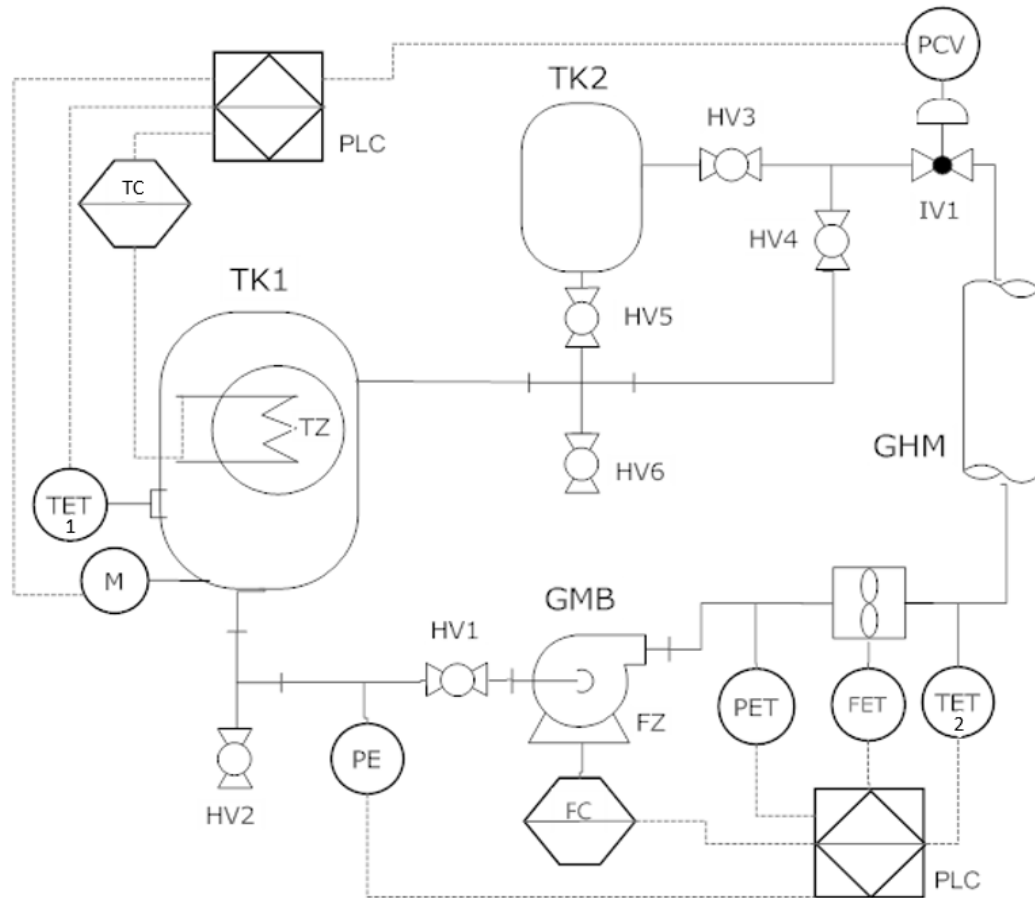 PCV
TK2
HV3
PLC
TC
IV1
HV4
TK1
HV5
TZ
GHM
HV6
TET
1
M
GMB
HV1
PET
FET
TET
2
FZ
PE
HV2
FC
PLC